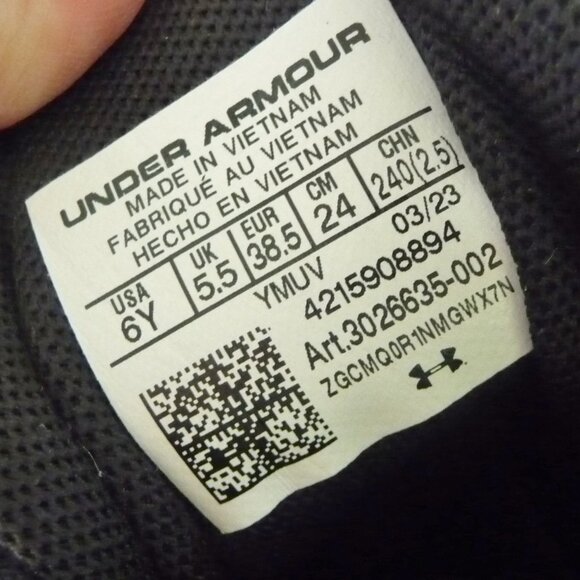 UNDER ARMOUR
MADE IN VIETNAM
FABRIQUÉ AU VIETNAM
HECHO EN VIETNAM
USA UK EUR CM CHN
6Y 5.5 38.5 24 240(2.5)
YMUV 03/23
4215908894
Art.3026635-002
ZGCMQ0R1NMGWX7N